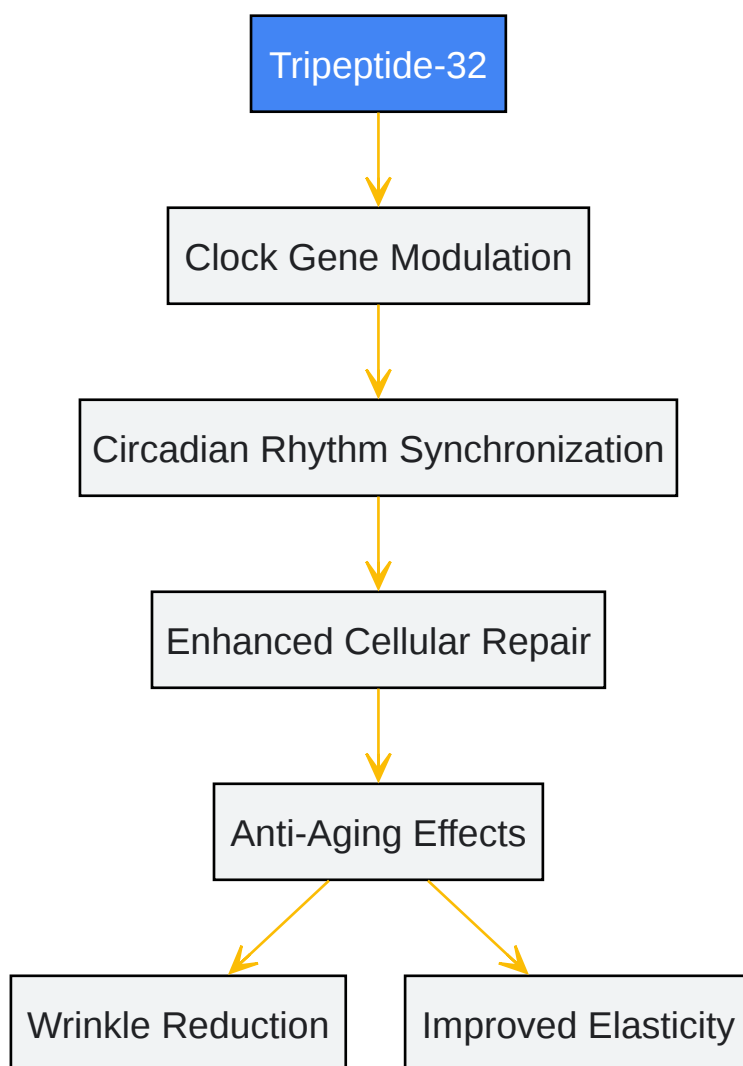 Tripeptide-32
Clock Gene Modulation
Circadian Rhythm Synchronization
Enhanced Cellular Repair
Anti-Aging Effects
Wrinkle Reduction
Improved Elasticity